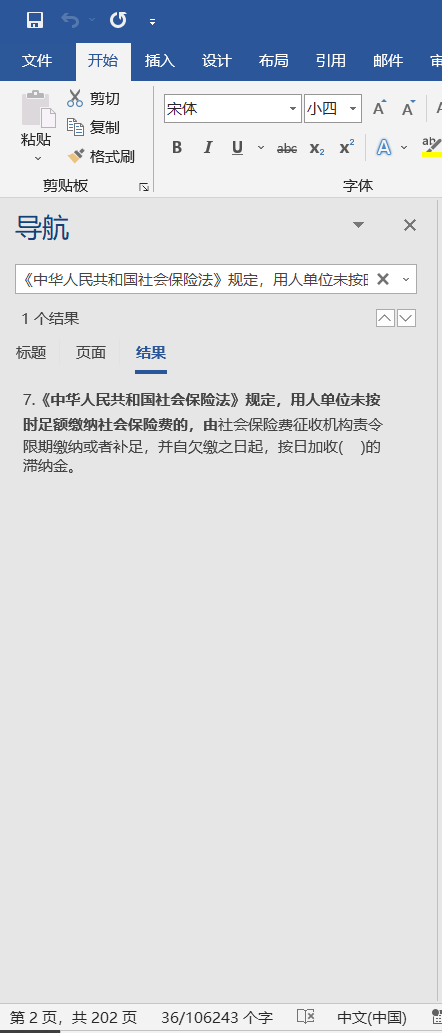 文件 开始 插入 设计 布局 引用 邮件
剪切
宋体 小四 A A
粘贴 复制
格式刷 B I U abc x₂ x² A ab
剪贴板 字体
导航
《中华人民共和国社会保险法》规定，用人单位未按
1 个结果
标题 页面 结果
7.《中华人民共和国社会保险法》规定，用人单位未按
时足额缴纳社会保险费的，由社会保险费征收机构责令
限期缴纳或者补足，并自欠缴之日起，按日加收( )的
滞纳金。
第 2 页，共 202 页 36/106243 个字 中文(中国)